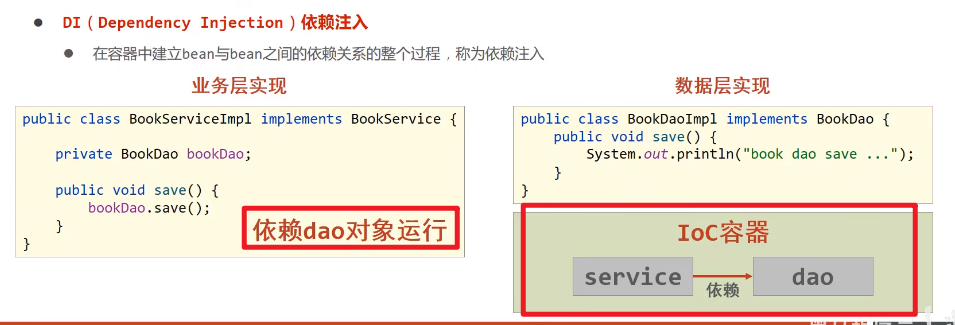 ● DI（Dependency Injection）依赖注入
● 在容器中建立bean与bean之间的依赖关系的整个过程，称为依赖注入
业务层实现
public class BookServiceImpl implements BookService {
    private BookDao bookDao;
    public void save() {
        bookDao.save();
    }
}
依赖dao对象运行
数据层实现
public class BookDaoImpl implements BookDao {
    public void save() {
        System.out.println("book dao save ...");
    }
}
IoC容器
service
依赖
dao